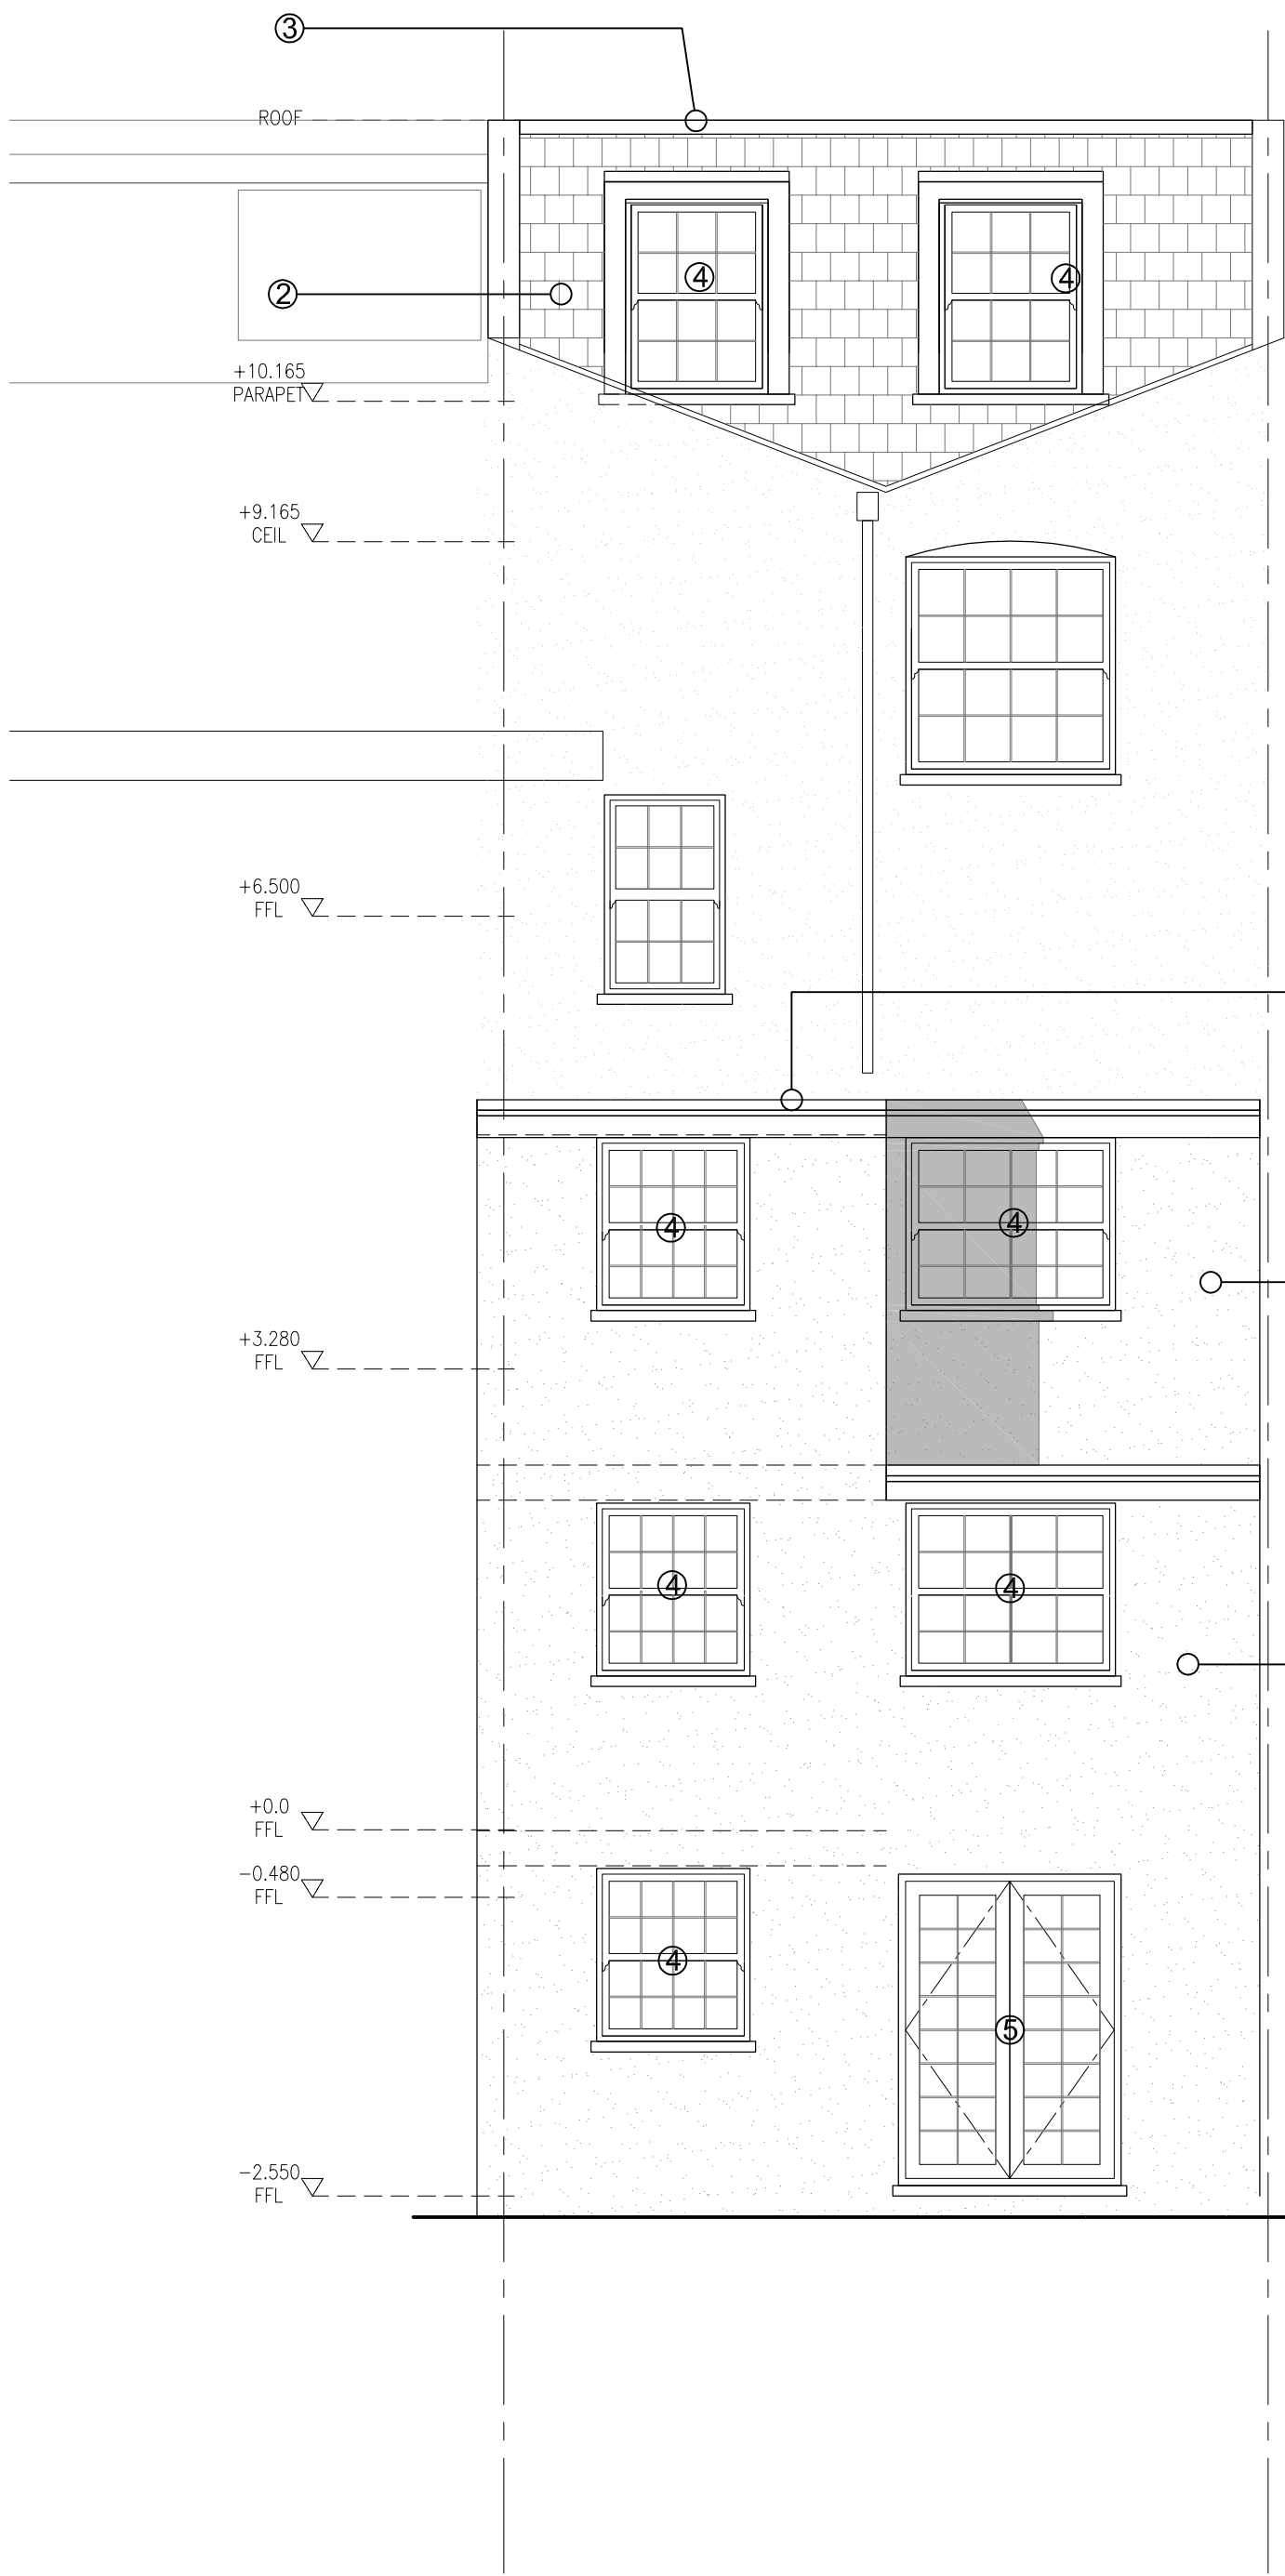 ③
ROOF
④ ④
②
+10.165
PARAPET
+9.165
CEIL
+6.500
FFL
④ ④
+3.280
FFL
④ ④
+0.0
FFL
-0.480
FFL
④
⑤
-2.550
FFL